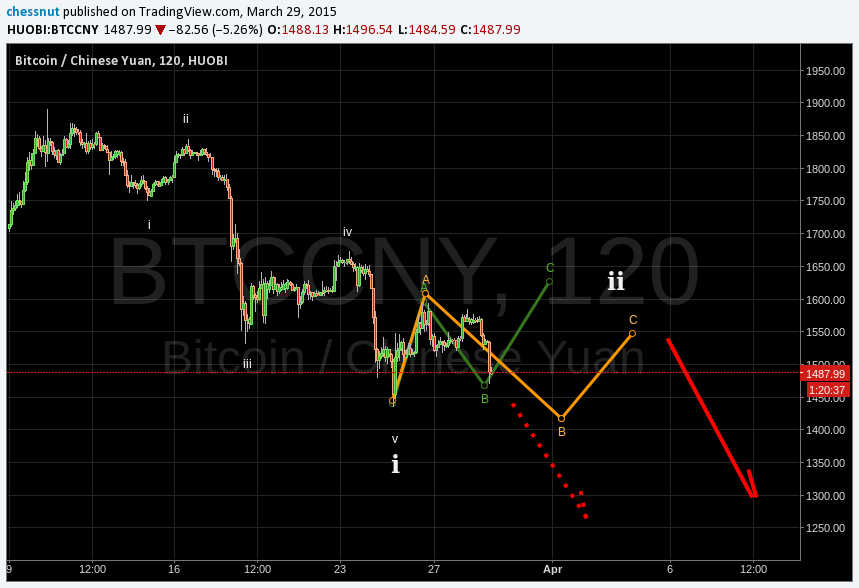 chessnut published on TradingView.com, March 29, 2015
HUOBI:BTCCNY 1487.99 ▼ −82.56 (−5.26%) O:1488.13 H:1496.54 L:1484.59 C:1487.99
Bitcoin / Chinese Yuan, 120, HUOBI
1950.00
1900.00
ii
1850.00
1800.00
1750.00
i
iv
1700.00
BTCCNY, 120
C
1650.00
A
ii
A
1600.00
C
1550.00
Bitcoin / Chinese Yuan
iii
1500.00
1487.99
1:20:37
B
1450.00
v
B
1400.00
i
1350.00
1300.00
1250.00
9 12:00 16 12:00 23 27 Apr 6 12:00